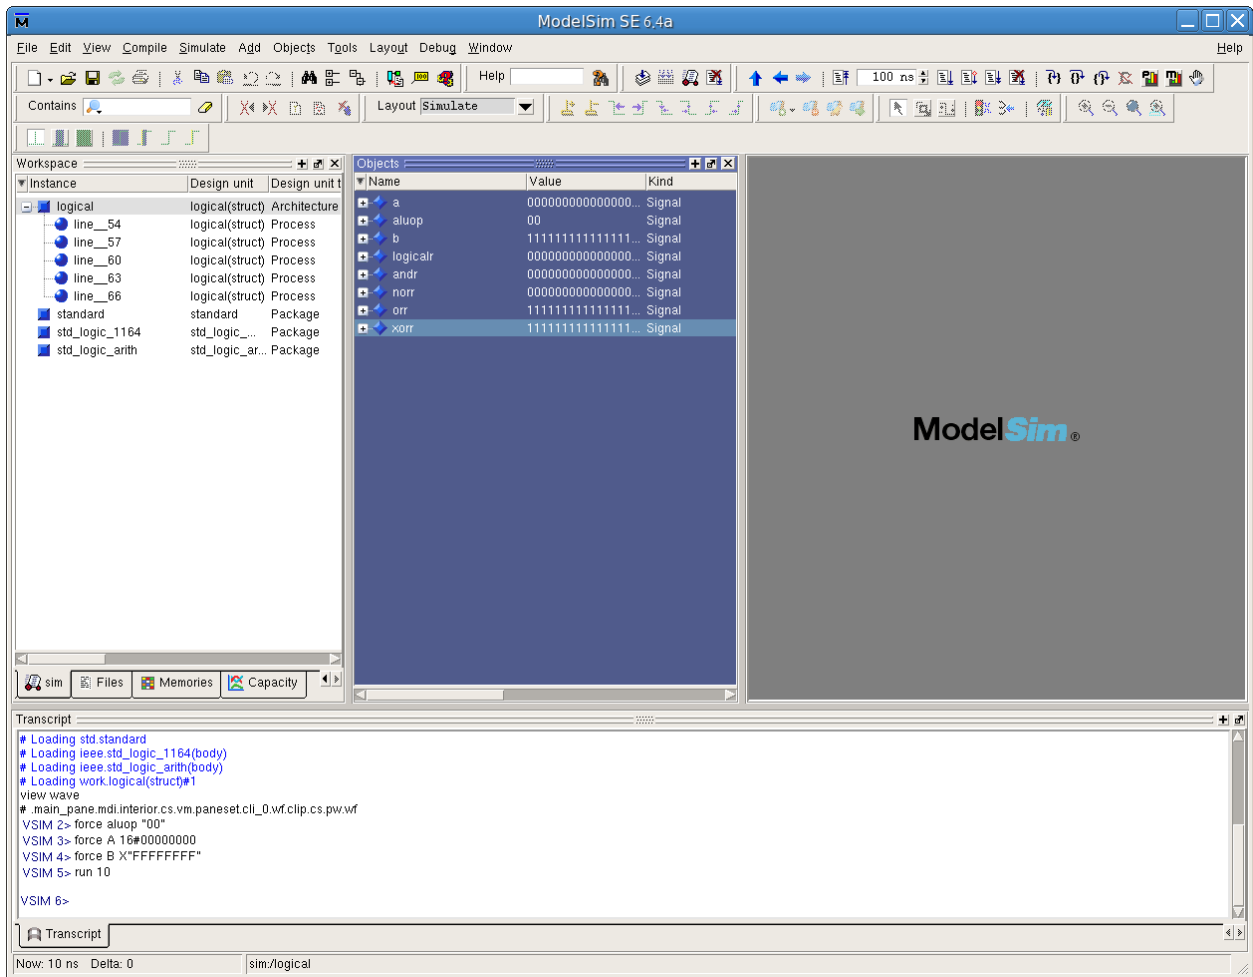 ModelSim SE 6.4a
File Edit View Compile Simulate Add Objects Tools Layout Debug Window Help
Help 100 ns
Contains Layout Simulate
Workspace
Instance Design unit Design unit t
logical logical(struct) Architecture
line__54 logical(struct) Process
line__57 logical(struct) Process
line__60 logical(struct) Process
line__63 logical(struct) Process
line__66 logical(struct) Process
standard standard Package
std_logic_1164 std_logic_... Package
std_logic_arith std_logic_ar... Package
sim Files Memories Capacity
Objects
Name Value Kind
a 000000000000000... Signal
aluop 00 Signal
b 111111111111111... Signal
logicalr 000000000000000... Signal
andr 000000000000000... Signal
norr 000000000000000... Signal
orr 111111111111111... Signal
xorr 111111111111111... Signal
ModelSim ®
Transcript
# Loading std.standard
# Loading ieee.std_logic_1164(body)
# Loading ieee.std_logic_arith(body)
# Loading work.logical(struct)#1
view wave
# .main_pane.mdi.interior.cs.vm.paneset.cli_0.wf.clip.cs.pw.wf
VSIM 2> force aluop "00"
VSIM 3> force A 16#00000000
VSIM 4> force B X"FFFFFFFF"
VSIM 5> run 10
VSIM 6>
Transcript
Now: 10 ns Delta: 0 sim:/logical